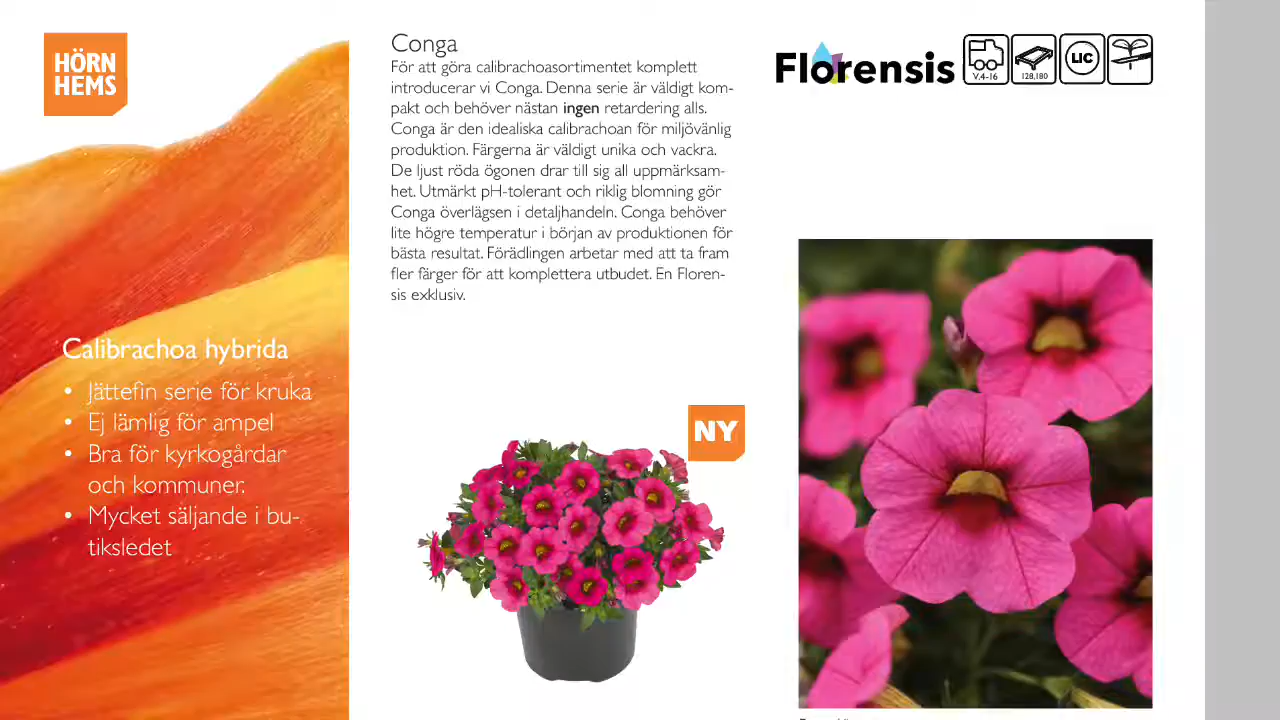 HÖRN
HEMS
Calibrachoa hybrida
• Jättefin serie för kruka
• Ej lämlig för ampel
• Bra för kyrkogårdar
och kommuner.
• Mycket säljande i bu-
tiksledet
Conga
För att göra calibrachoasortimentet komplett
introducerar vi Conga. Denna serie är väldigt kom-
pakt och behöver nästan ingen retardering alls.
Conga är den idealiska calibrachoan för miljövänlig
produktion. Färgerna är väldigt unika och vackra.
De ljust röda ögonen drar till sig all uppmärksam-
het. Utmärkt pH-tolerant och riklig blomning gör
Conga överlägsen i detaljhandeln. Conga behöver
lite högre temperatur i början av produktionen för
bästa resultat. Förädlingen arbetar med att ta fram
fler färger för att komplettera utbudet. En Floren-
sis exklusiv.
NY
Florensis
V.4-16
128,180
LIC